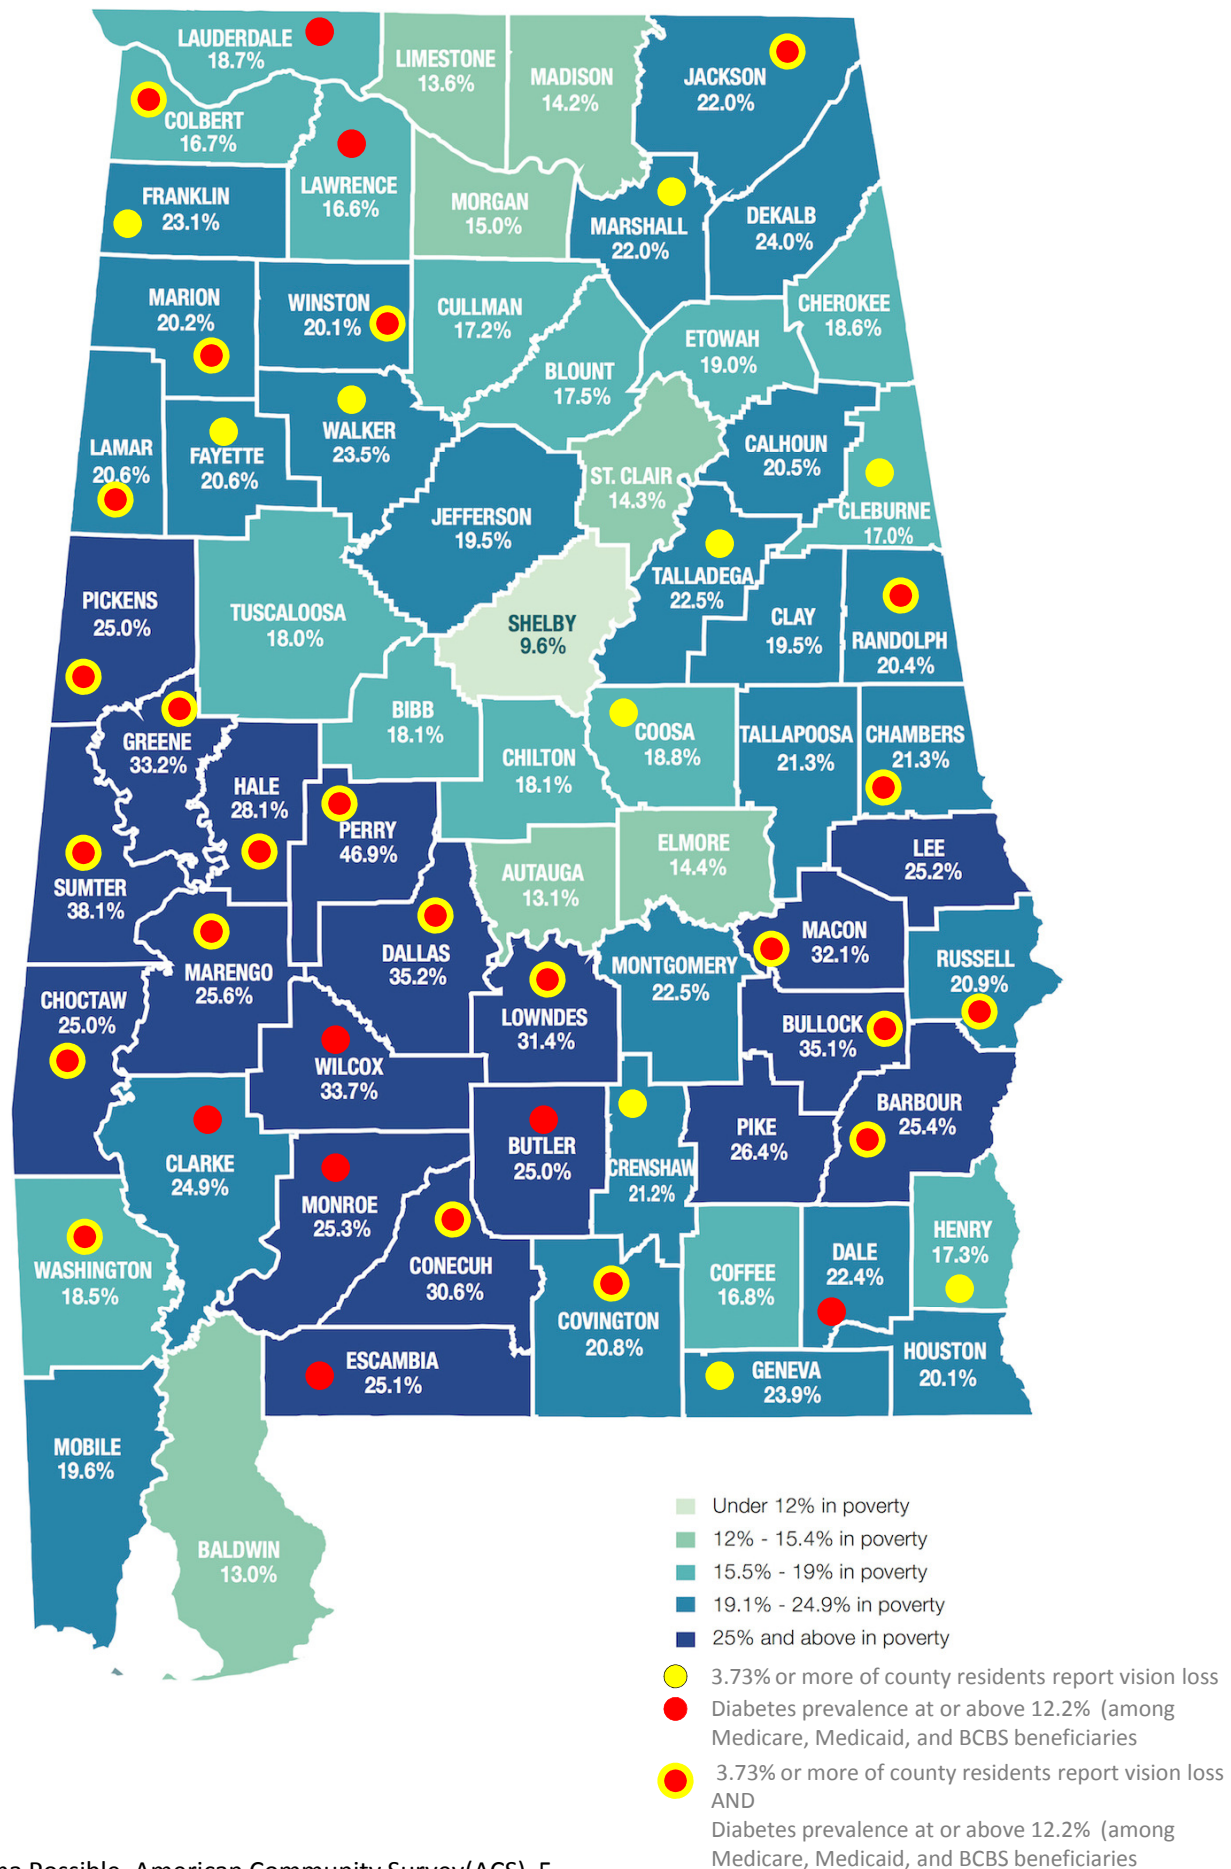 LAUDERDALE
18.7%
LIMESTONE
13.6%
MADISON
14.2%
JACKSON
22.0%
COLBERT
16.7%
LAWRENCE
16.6%
FRANKLIN
23.1%
MORGAN
15.0%
MARSHALL
22.0%
DEKALB
24.0%
MARION
20.2%
WINSTON
20.1%
CULLMAN
17.2%
CHEROKEE
18.6%
ETOWAH
19.0%
BLOUNT
17.5%
LAMAR
20.6%
FAYETTE
20.6%
WALKER
23.5%
CALHOUN
20.5%
ST. CLAIR
14.3%
CLEBURNE
17.0%
JEFFERSON
19.5%
TALLADEGA
22.5%
PICKENS
25.0%
TUSCALOOSA
18.0%
SHELBY
9.6%
CLAY
19.5%
RANDOLPH
20.4%
BIBB
18.1%
COOSA
18.8%
TALLAPOOSA
21.3%
CHAMBERS
21.3%
GREENE
33.2%
CHILTON
18.1%
HALE
28.1%
PERRY
46.9%
ELMORE
14.4%
LEE
25.2%
AUTAUGA
13.1%
SUMTER
38.1%
MACON
32.1%
DALLAS
35.2%
MONTGOMERY
22.5%
RUSSELL
20.9%
MARENGO
25.6%
CHOCTAW
25.0%
LOWNDES
31.4%
BULLOCK
35.1%
WILCOX
33.7%
BARBOUR
25.4%
PIKE
26.4%
BUTLER
25.0%
CRENSHAW
21.2%
CLARKE
24.9%
MONROE
25.3%
HENRY
17.3%
DALE
22.4%
CONECUH
30.6%
COFFEE
16.8%
WASHINGTON
18.5%
COVINGTON
20.8%
HOUSTON
20.1%
ESCAMBIA
25.1%
GENEVA
23.9%
MOBILE
19.6%
BALDWIN
13.0%
Under 12% in poverty
12% - 15.4% in poverty
15.5% - 19% in poverty
19.1% - 24.9% in poverty
25% and above in poverty
3.73% or more of county residents report vision loss
Diabetes prevalence at or above 12.2% (among
Medicare, Medicaid, and BCBS beneficiaries
3.73% or more of county residents report vision loss
AND
Diabetes prevalence at or above 12.2% (among
Medicare, Medicaid, and BCBS beneficiaries
Possible, American Community Survey(ACS), 5